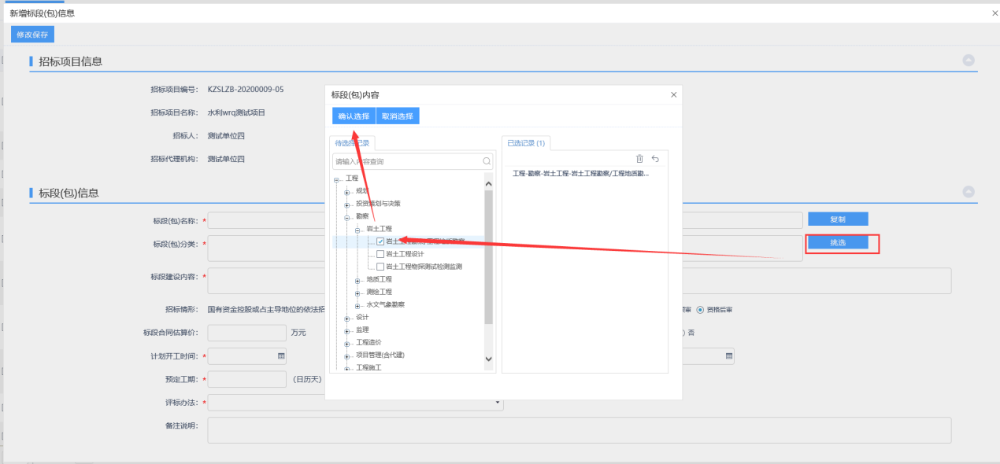 新增标段(包)信息
修改保存
招标项目信息
招标项目编号： KZSLZB-20200009-05
招标项目名称： 水利wrq测试项目
招标人： 测试单位四
招标代理机构： 测试单位四
标段(包)信息
标段(包)名称： *
复制
标段(包)分类： *
挑选
标段建设内容： *
招标情形： 国有资金控股或占主导地位的依法招
审 资格后审
标段合同估算价： 万元
否
计划开工时间： *
预定工期： * （日历天）
评标办法： *
备注说明：
标段(包)内容
确认选择 取消选择
待选择记录
请输入内容查询
工程
规划
投资策划与决策
勘察
岩土工程
岩土工程勘察/工程地质勘察
岩土工程设计
岩土工程物探测试检测监测
地质工程
测绘工程
水文气象勘察
设计
监理
工程造价
项目管理(含代建)
工程施工
已选记录 (1)
工程-勘察-岩土工程-岩土工程勘察/工程地质勘...